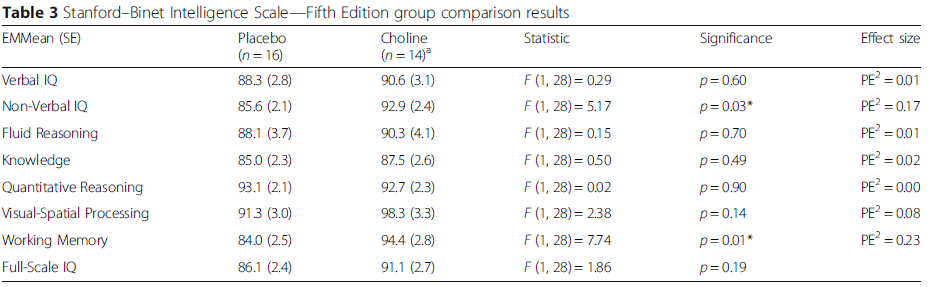 Table 3 Stanford–Binet Intelligence Scale—Fifth Edition group comparison results
EMMean (SE) Placebo (n = 16) Choline (n = 14)a Statistic Significance Effect size
Verbal IQ 88.3 (2.8) 90.6 (3.1) F (1, 28) = 0.29 p = 0.60 PE2 = 0.01
Non-Verbal IQ 85.6 (2.1) 92.9 (2.4) F (1, 28) = 5.17 p = 0.03* PE2 = 0.17
Fluid Reasoning 88.1 (3.7) 90.3 (4.1) F (1, 28) = 0.15 p = 0.70 PE2 = 0.01
Knowledge 85.0 (2.3) 87.5 (2.6) F (1, 28) = 0.50 p = 0.49 PE2 = 0.02
Quantitative Reasoning 93.1 (2.1) 92.7 (2.3) F (1, 28) = 0.02 p = 0.90 PE2 = 0.00
Visual-Spatial Processing 91.3 (3.0) 98.3 (3.3) F (1, 28) = 2.38 p = 0.14 PE2 = 0.08
Working Memory 84.0 (2.5) 94.4 (2.8) F (1, 28) = 7.74 p = 0.01* PE2 = 0.23
Full-Scale IQ 86.1 (2.4) 91.1 (2.7) F (1, 28) = 1.86 p = 0.19